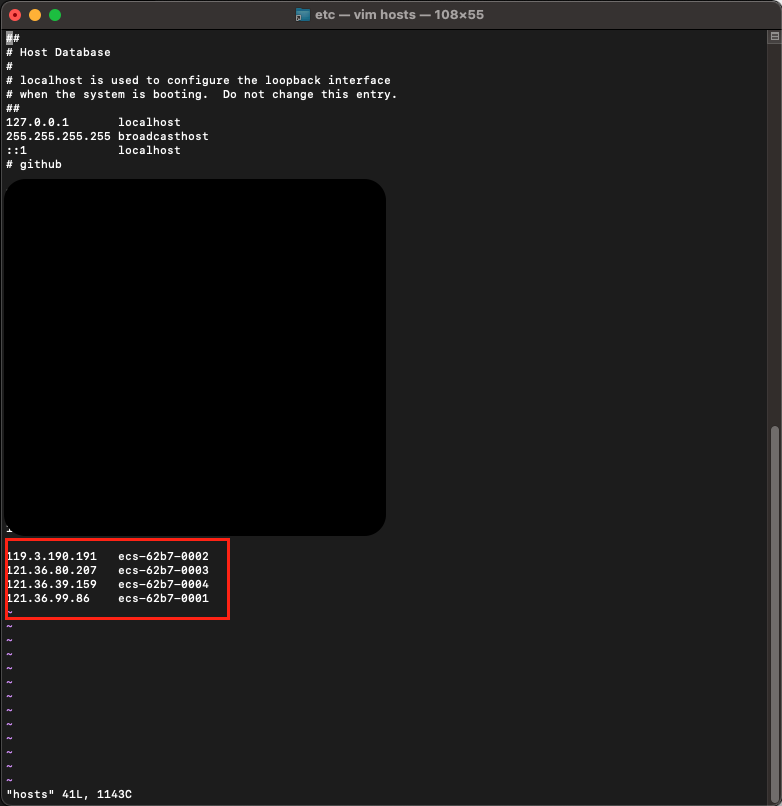 etc — vim hosts — 108×55
##
# Host Database
#
# localhost is used to configure the loopback interface
# when the system is booting.  Do not change this entry.
##
127.0.0.1       localhost
255.255.255.255 broadcasthost
::1             localhost
# github
119.3.190.191   ecs-62b7-0002
121.36.80.207   ecs-62b7-0003
121.36.39.159   ecs-62b7-0004
121.36.99.86    ecs-62b7-0001
~
~
~
~
~
~
~
~
~
~
~
~
~
"hosts" 41L, 1143C